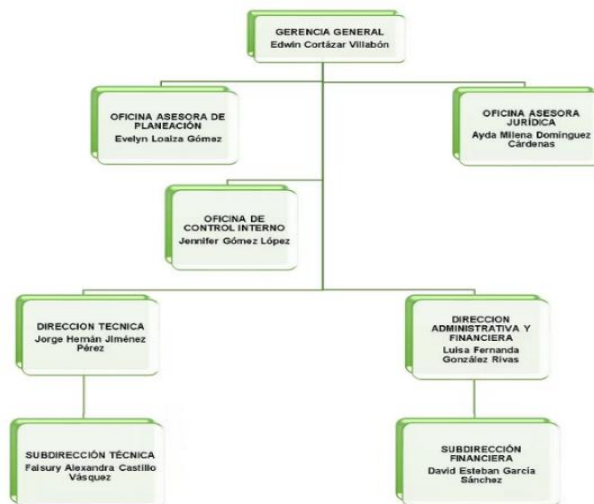 GERENCIA GENERAL
Edwin Cortázar Villabón
OFICINA ASESORA DE
PLANEACIÓN
Evelyn Loaiza Gómez
OFICINA ASESORA
JURÍDICA
Ayda Milena Domínguez
Cárdenas
OFICINA DE
CONTROL INTERNO
Jennifer Gómez López
DIRECCION TECNICA
Jorge Hernán Jiménez
Pérez
DIRECCION
ADMINISTRATIVA Y
FINANCIERA
Luisa Fernanda
González Rivas
SUBDIRECCIÓN TÉCNICA
Faisury Alexandra Castillo
Vásquez
SUBDIRECCIÓN
FINANCIERA
David Esteban García
Sánchez